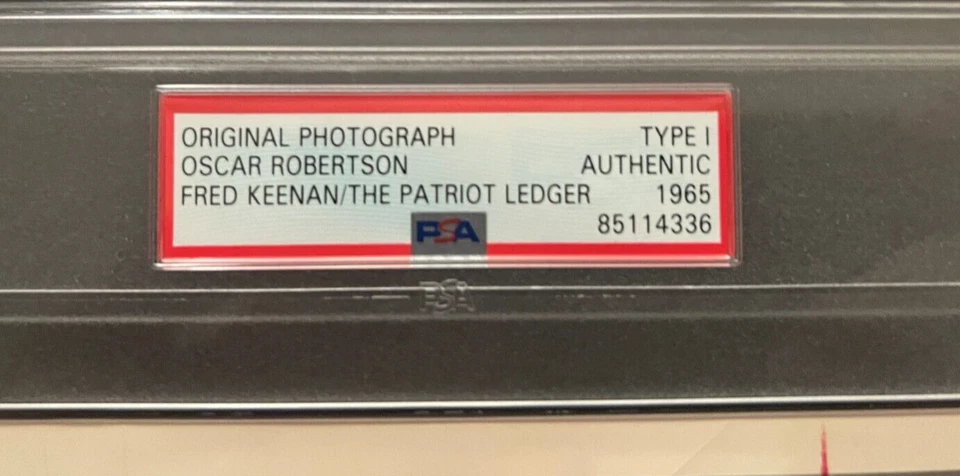 ORIGINAL PHOTOGRAPH TYPE I
OSCAR ROBERTSON AUTHENTIC
FRED KEENAN/THE PATRIOT LEDGER 1965
85114336
PSA
PSA